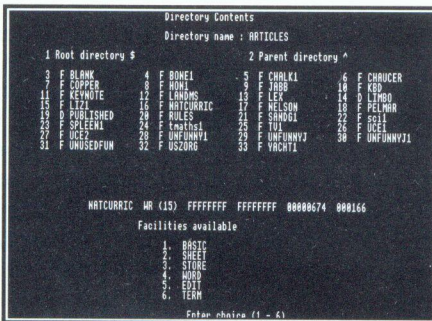 Directory Contents
Directory name : ARTICLES
1 Root directory $ 2 Parent directory ^
3 F BLANK 4 F BONE1 5 F CHALK1 6 F CHAUCER
7 F COPPER 8 F HON1 9 F JABB 10 F KBD
11 F KEYNOTE 12 F LANDMS 13 F LEX 14 D LIMBO
15 F LIZ1 16 F NATCURRIC 17 F NELSON 18 F PELMAR
19 D PUBLISHED 20 F RULES 21 F SANDG1 22 F sci1
23 F SPLEEN1 24 F tmaths1 25 F TV1 26 F UCE1
27 F UCE2 28 F UNFUNNY1 29 F UNFUNNYJ 30 F UNFUNNYJ1
31 F UNUSEDFUN 32 F US2ORG 33 F YACHT1
NATCURRIC WR (15) FFFFFFFF FFFFFFFF 00000674 000166
Facilities available
1. BASIC
2. SHEET
3. STORE
4. WORD
5. EDIT
6. TERM
Enter choice (1 - 6)